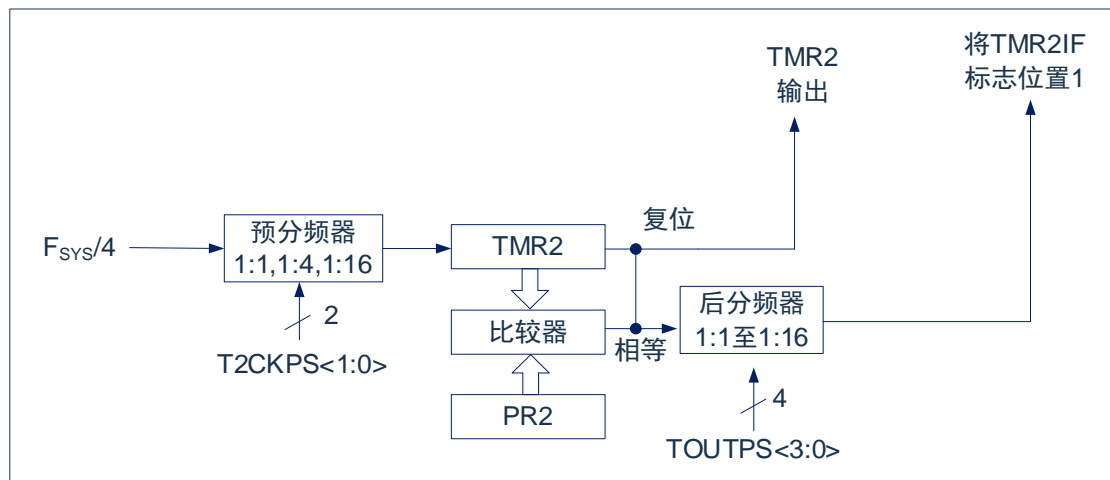 TMR2
输出
将TMR2IF
标志位置1
F_SYS/4
预分频器
1:1,1:4,1:16
TMR2
复位
2
T2CKPS<1:0>
比较器
相等
后分频器
1:1至1:16
PR2
4
TOUTPS<3:0>